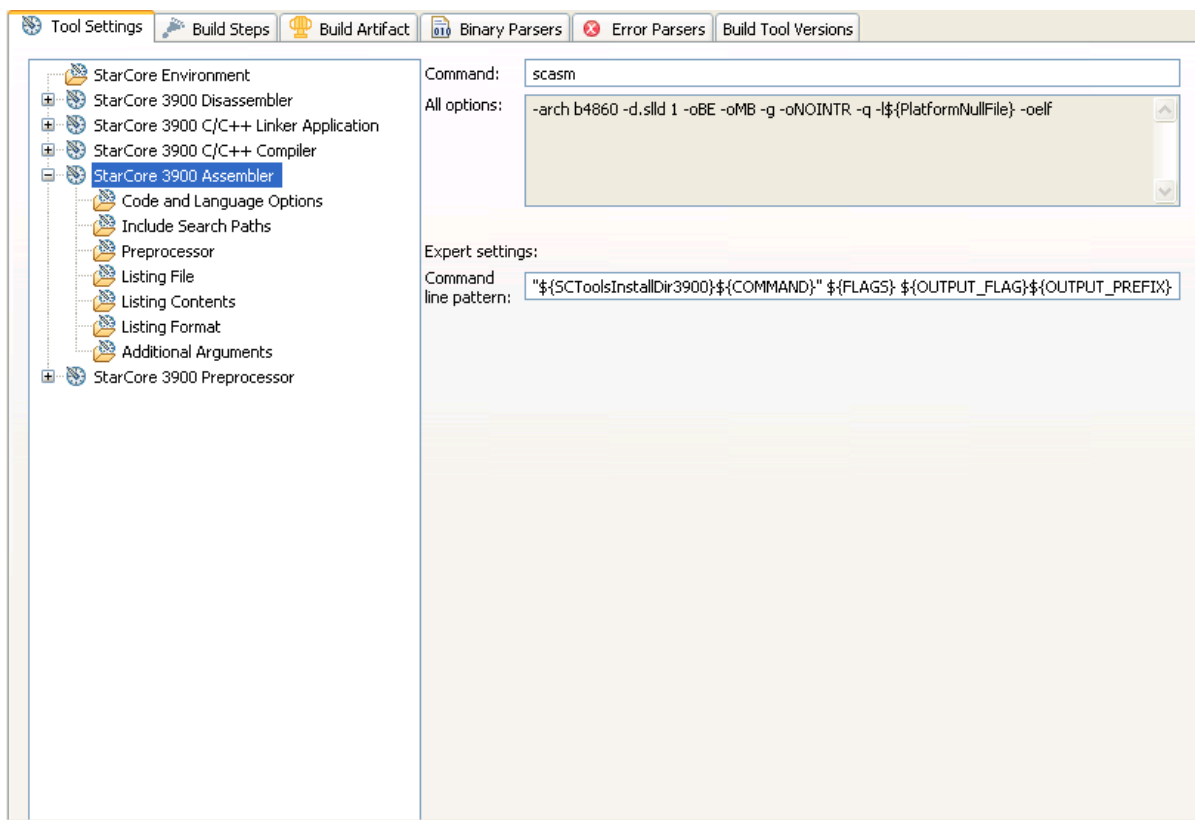 Tool Settings Build Steps Build Artifact Binary Parsers Error Parsers Build Tool Versions
StarCore Environment
StarCore 3900 Disassembler
StarCore 3900 C/C++ Linker Application
StarCore 3900 C/C++ Compiler
StarCore 3900 Assembler
Code and Language Options
Include Search Paths
Preprocessor
Listing File
Listing Contents
Listing Format
Additional Arguments
StarCore 3900 Preprocessor
Command: scasm
All options: -arch b4860 -d.slld 1 -oBE -oMB -g -oNOINTR -q -l${PlatformNullFile} -oelf
Expert settings:
Command
line pattern: "${SCToolsInstallDir3900}${COMMAND}" ${FLAGS} ${OUTPUT_FLAG}${OUTPUT_PREFIX}